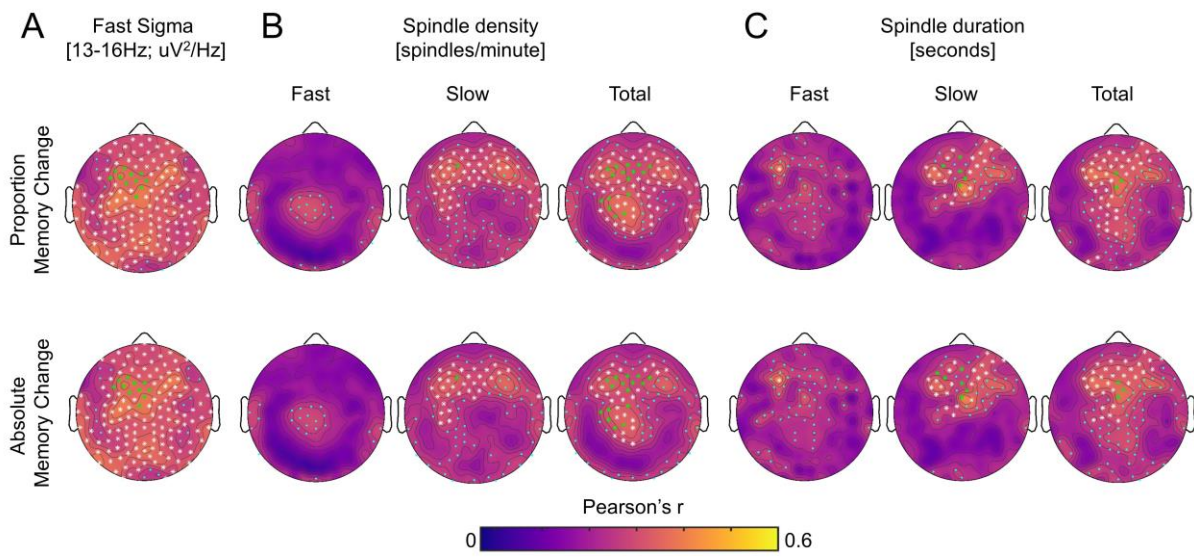 A
Fast Sigma
[13-16Hz; uV²/Hz]
B
Spindle density
[spindles/minute]
C
Spindle duration
[seconds]
Fast
Slow
Total
Fast
Slow
Total
Proportion
Memory Change
Absolute
Memory Change
Pearson's r
0
0.6